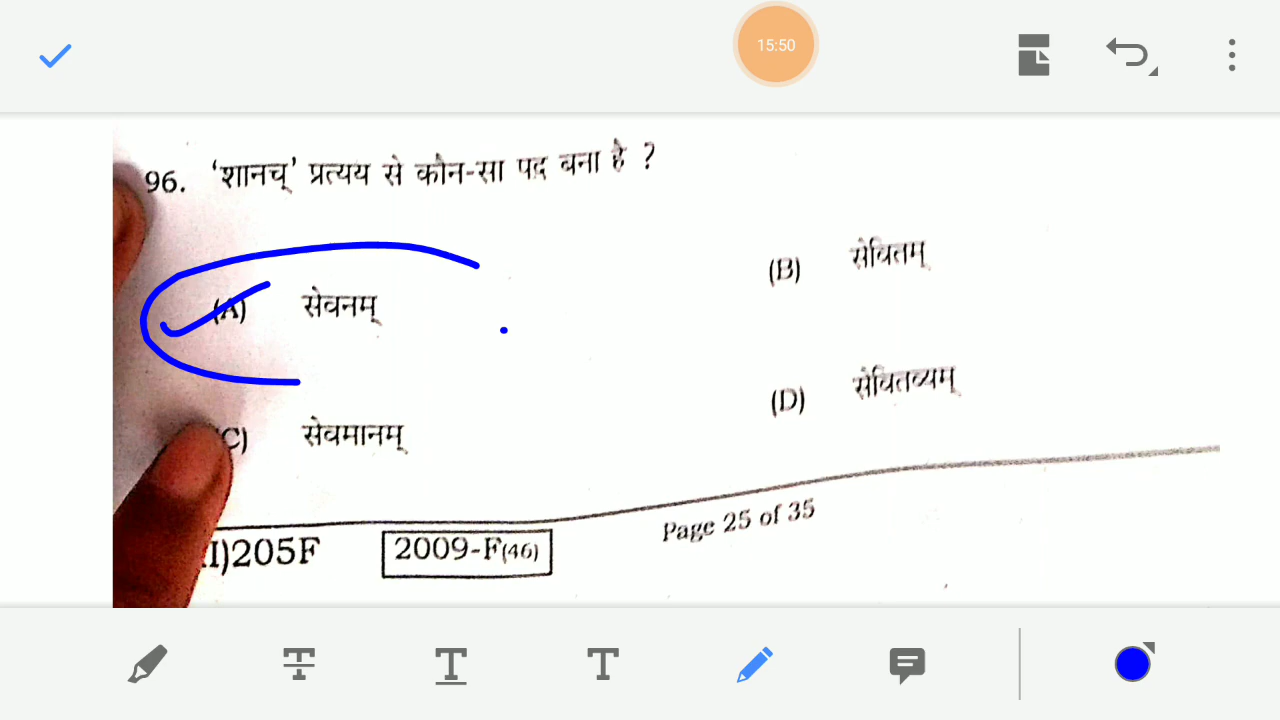 15:50
96. 'शानच्' प्रत्यय से कौन-सा पद बना है ?
(A) सेवनम्
(B) सेवितम्
(C) सेवमानम्
(D) सेवितव्यम्
I)205F
2009-F(46)
Page 25 of 35